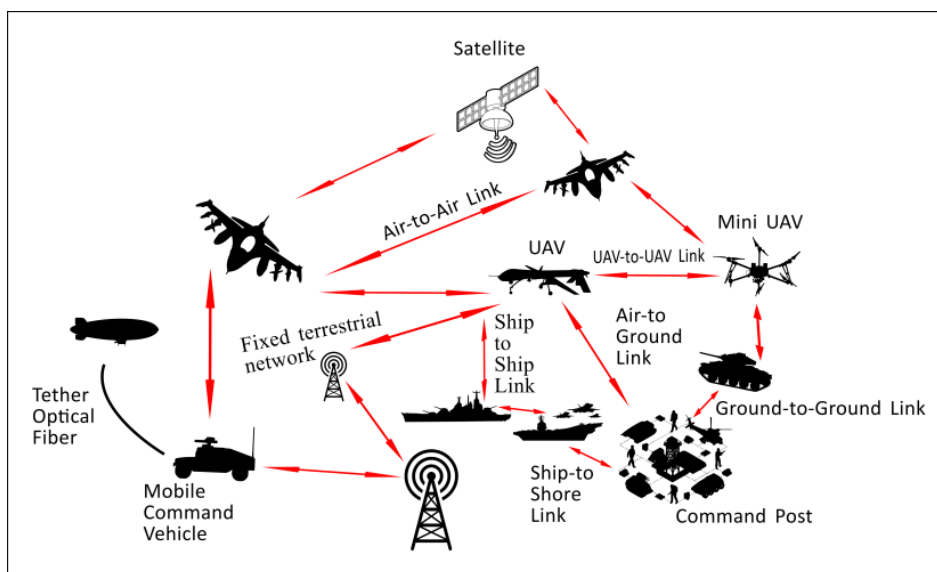 Satellite
Air-to-Air Link
Mini UAV
UAV
UAV-to-UAV Link
Fixed terrestrial
network
Ship
to
Ship
Link
Air-to
Ground
Link
Tether
Optical
Fiber
Ground-to-Ground Link
Ship-to
Shore
Link
Mobile
Command
Vehicle
Command Post